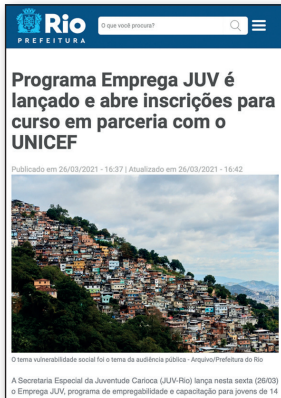 Rio
PREFEITURA
O que você procura?
Programa Emprega JUV é
lançado e abre inscrições para
curso em parceria com o
UNICEF
Publicado em 26/03/2021 - 16:37 | Atualizado em 26/03/2021 - 16:42
O tema vulnerabilidade social foi o tema da audiência pública - Arquivo/Prefeitura do Rio
A Secretaria Especial da Juventude Carioca (JUV-Rio) lança nesta sexta (26/03)
o Emprega JUV, programa de empregabilidade e capacitação para jovens de 14